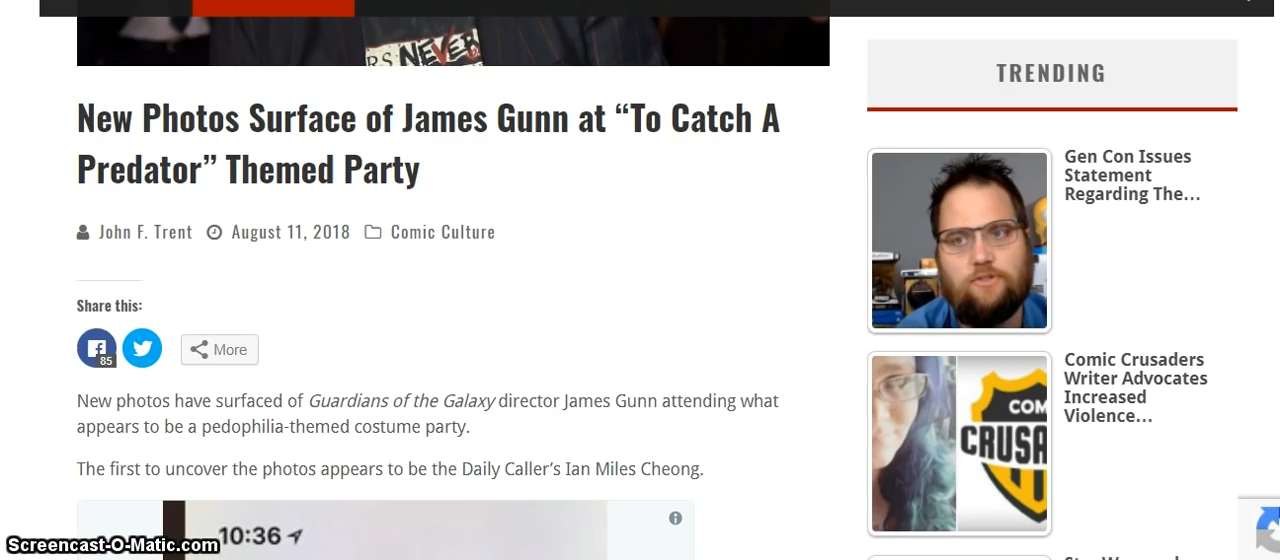 RS NEVER
New Photos Surface of James Gunn at “To Catch A
Predator” Themed Party
John F. Trent August 11, 2018 Comic Culture
Share this:
85
More
New photos have surfaced of Guardians of the Galaxy director James Gunn attending what
appears to be a pedophilia-themed costume party.
The first to uncover the photos appears to be the Daily Caller’s Ian Miles Cheong.
10:36
TRENDING
Gen Con Issues
Statement
Regarding The…
Comic Crusaders
Writer Advocates
Increased
Violence…
COM
CRUSA
Screencast-O-Matic.com